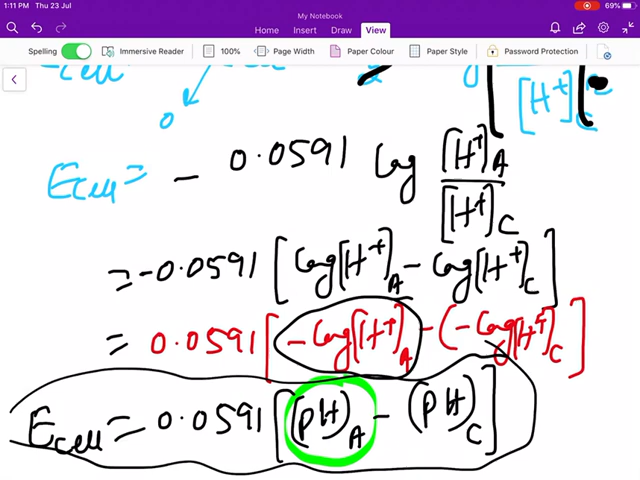 1:11 PM Thu 23 Jul
69%
My Notebook
Home Insert Draw View
Spelling Immersive Reader 100% Page Width Paper Colour Paper Style Password Protection
0
[H⁺]c
Ecell = - 0.0591 log [H⁺]A / [H⁺]C
= -0.0591 [log[H⁺]A - log[H⁺]C]
= 0.0591 [-log[H⁺]A - (-log[H⁺]C]
Ecell = 0.0591 [(PH)A - (PH)C]